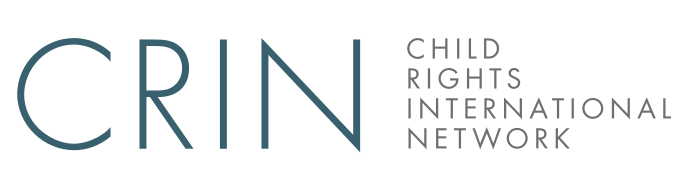 CRIN
CHILD
RIGHTS
INTERNATIONAL
NETWORK